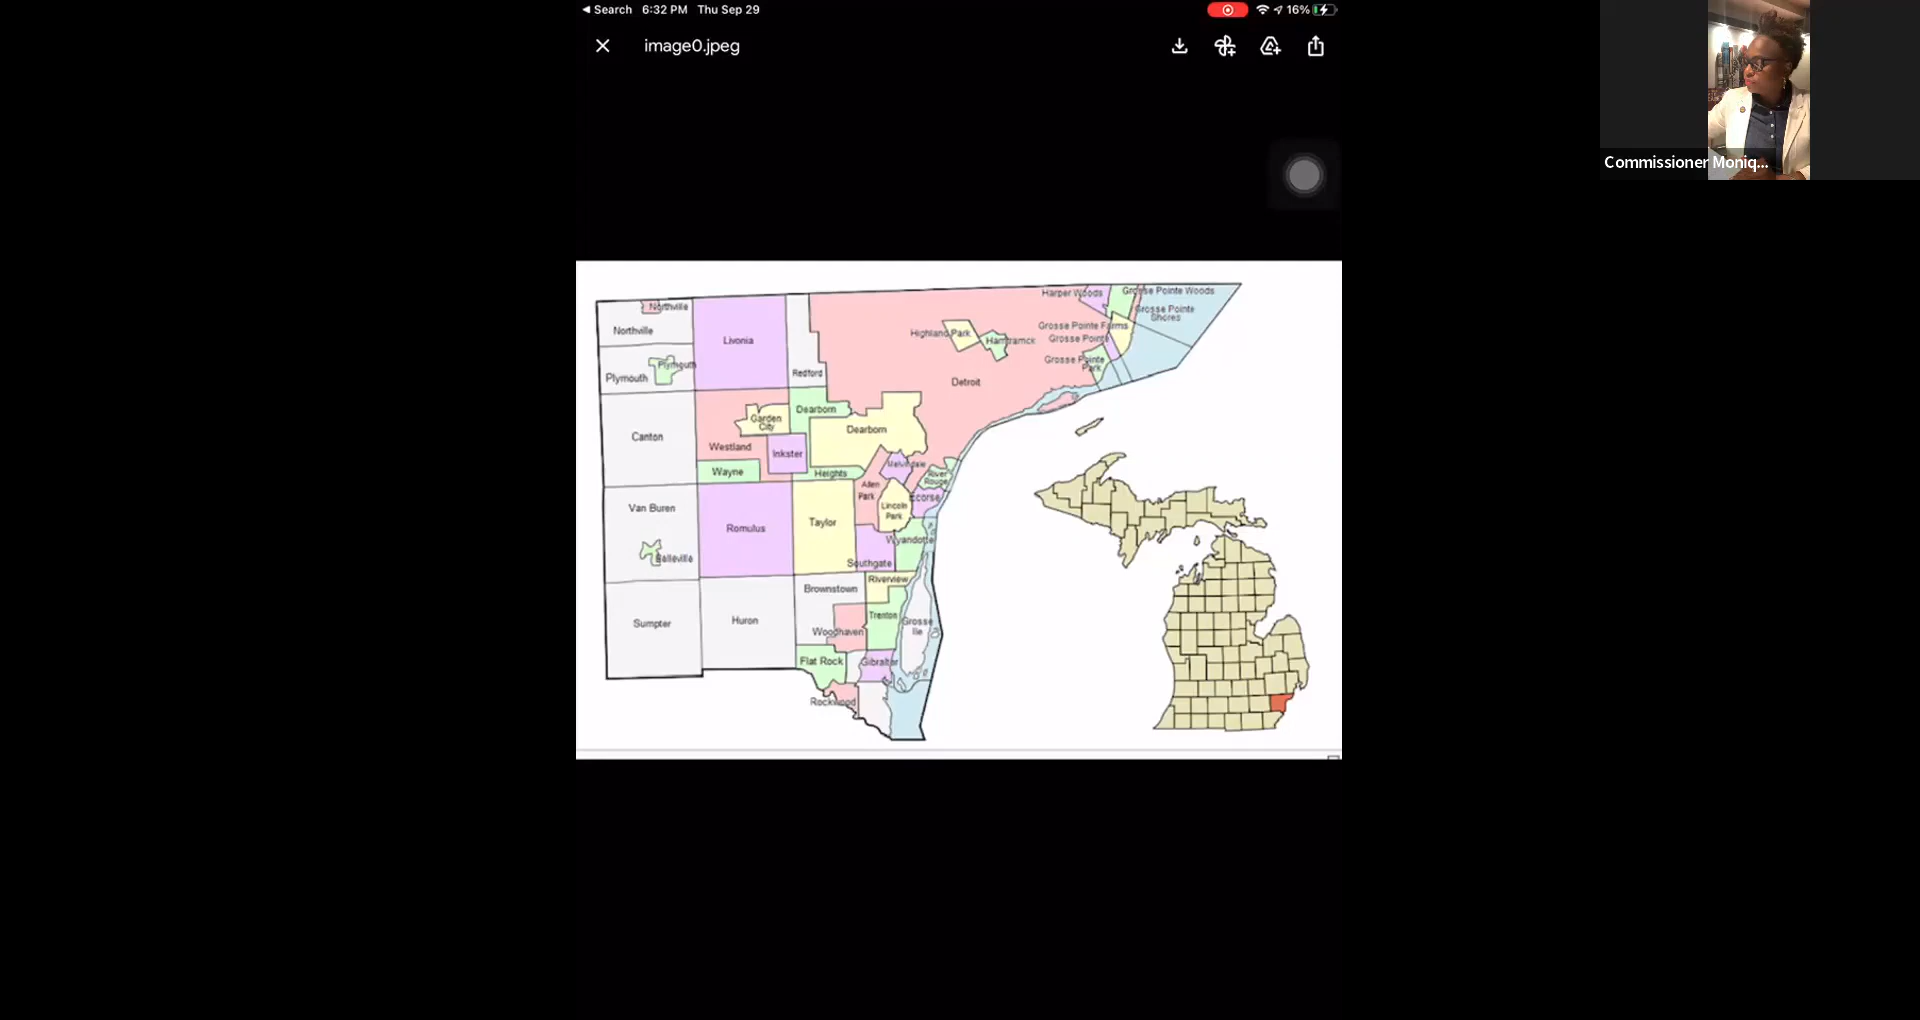 Search 6:32 PM Thu Sep 29
16%
image0.jpeg
Commissioner Moniq...
Northville
Northville
Plymouth
Plymouth
Livonia
Redford
Highland Park
Hamtramck
Detroit
Harper Woods
Grosse Pointe Woods
Grosse Pointe
Shores
Grosse Pointe Farms
Grosse Pointe
Grosse Pointe
Park
Canton
Garden
City
Westland
Wayne
Inkster
Dearborn
Dearborn
Heights
Melvindale
River
Rouge
Allen
Park
Lincoln
Park
Ecorse
Van Buren
Belleville
Romulus
Taylor
Wyandotte
Southgate
Sumpter
Huron
Brownstown
Riverview
Trenton
Woodhaven
Grosse
Ile
Flat Rock
Gibralter
Rockwood